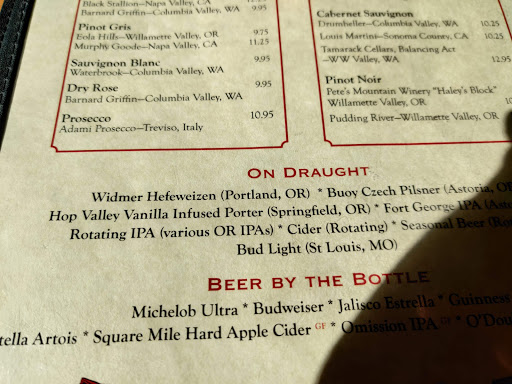 Black Stallion—Napa Valley, CA
Barnard Griffin—Columbia Valley, WA 9.95
Pinot Gris
Eola Hills—Willamette Valley, OR 9.75
Murphy Goode—Napa Valley, CA 11.25
Sauvignon Blanc
Waterbrook—Columbia Valley, WA 9.95
Dry Rose
Barnard Griffin—Columbia Valley, WA 9.95
Prosecco
Adami Prosecco—Treviso, Italy 10.95
Cabernet Sauvignon
Drumheller—Columbia Valley, WA 10.25
Louis Martini—Sonoma County, CA 10.25
Tamarack Cellars, Balancing Act
—WW Valley, WA 12.95
Pinot Noir
Pete's Mountain Winery "Haley's Block"
Willamette Valley, OR
Pudding River—Willamette Valley, OR
On Draught
Widmer Hefeweizen (Portland, OR) * Buoy Czech Pilsner (Astoria,
Hop Valley Vanilla Infused Porter (Springfield, OR) * Fort George IPA
Rotating IPA (various OR IPAs) * Cider (Rotating) * Seasonal Beer
Bud Light (St Louis, MO)
Beer by the Bottle
Michelob Ultra * Budweiser * Jalisco Estrella * Guinness
tella Artois * Square Mile Hard Apple Cider GF * Omission IPA GF * O'Dou